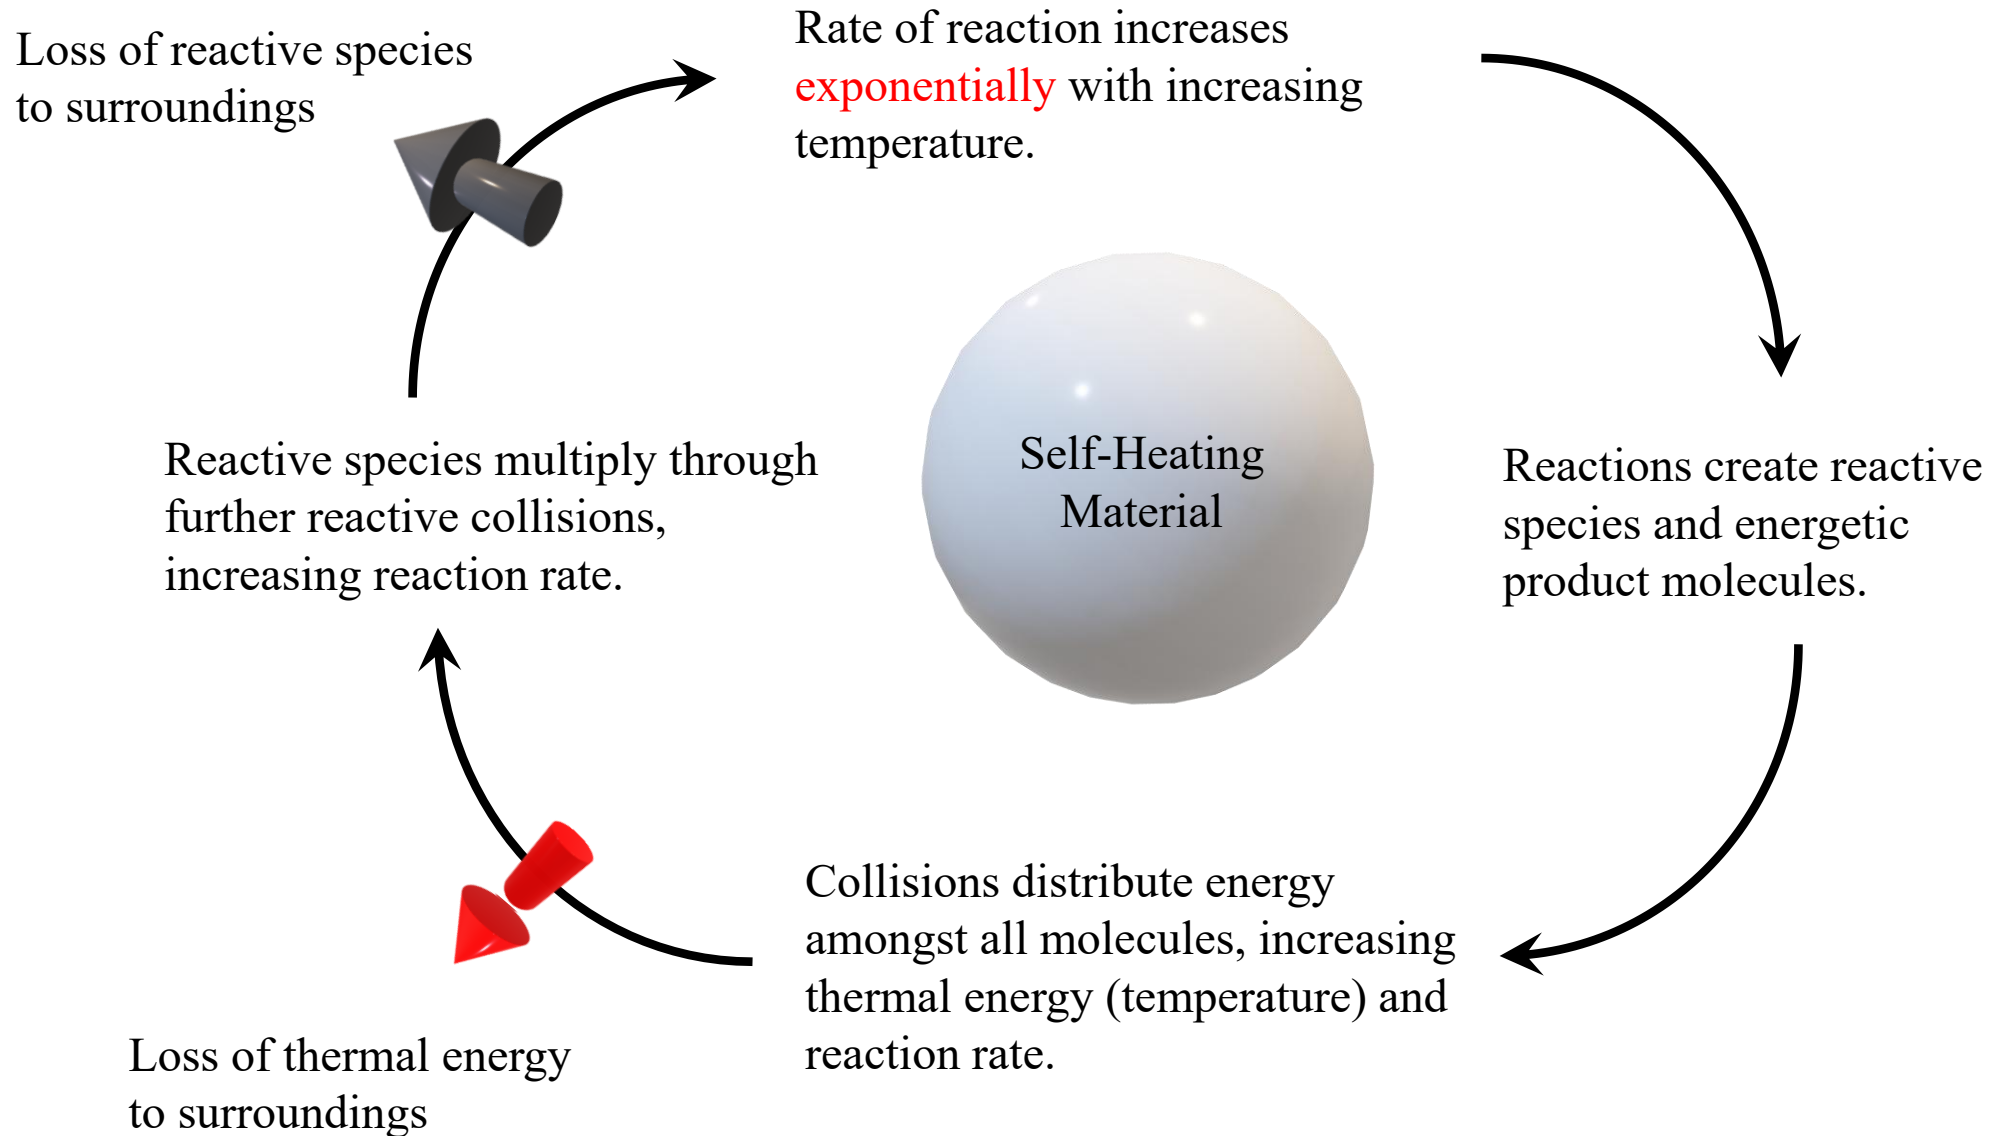 Loss of reactive species
to surroundings
Rate of reaction increases
exponentially with increasing
temperature.
Reactive species multiply through
further reactive collisions,
increasing reaction rate.
Self-Heating
Material
Reactions create reactive
species and energetic
product molecules.
Collisions distribute energy
amongst all molecules, increasing
thermal energy (temperature) and
reaction rate.
Loss of thermal energy
to surroundings